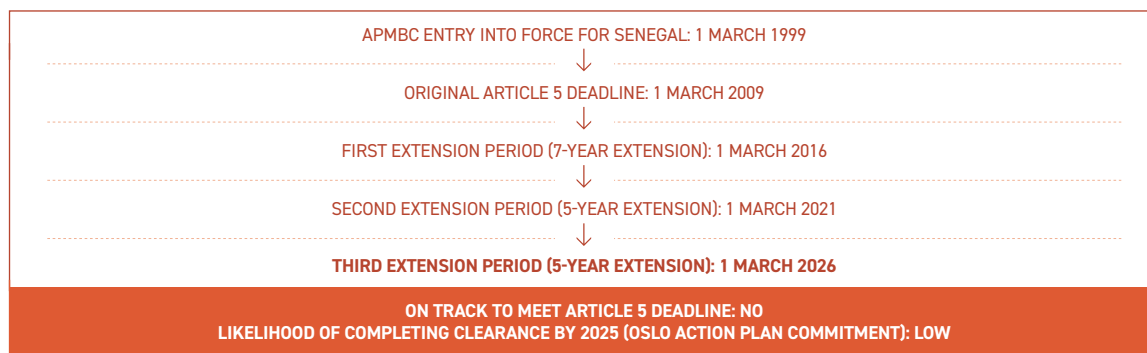 APMBC ENTRY INTO FORCE FOR SENEGAL: 1 MARCH 1999
ORIGINAL ARTICLE 5 DEADLINE: 1 MARCH 2009
FIRST EXTENSION PERIOD (7-YEAR EXTENSION): 1 MARCH 2016
SECOND EXTENSION PERIOD (5-YEAR EXTENSION): 1 MARCH 2021
THIRD EXTENSION PERIOD (5-YEAR EXTENSION): 1 MARCH 2026
ON TRACK TO MEET ARTICLE 5 DEADLINE: NO
LIKELIHOOD OF COMPLETING CLEARANCE BY 2025 (OSLO ACTION PLAN COMMITMENT): LOW